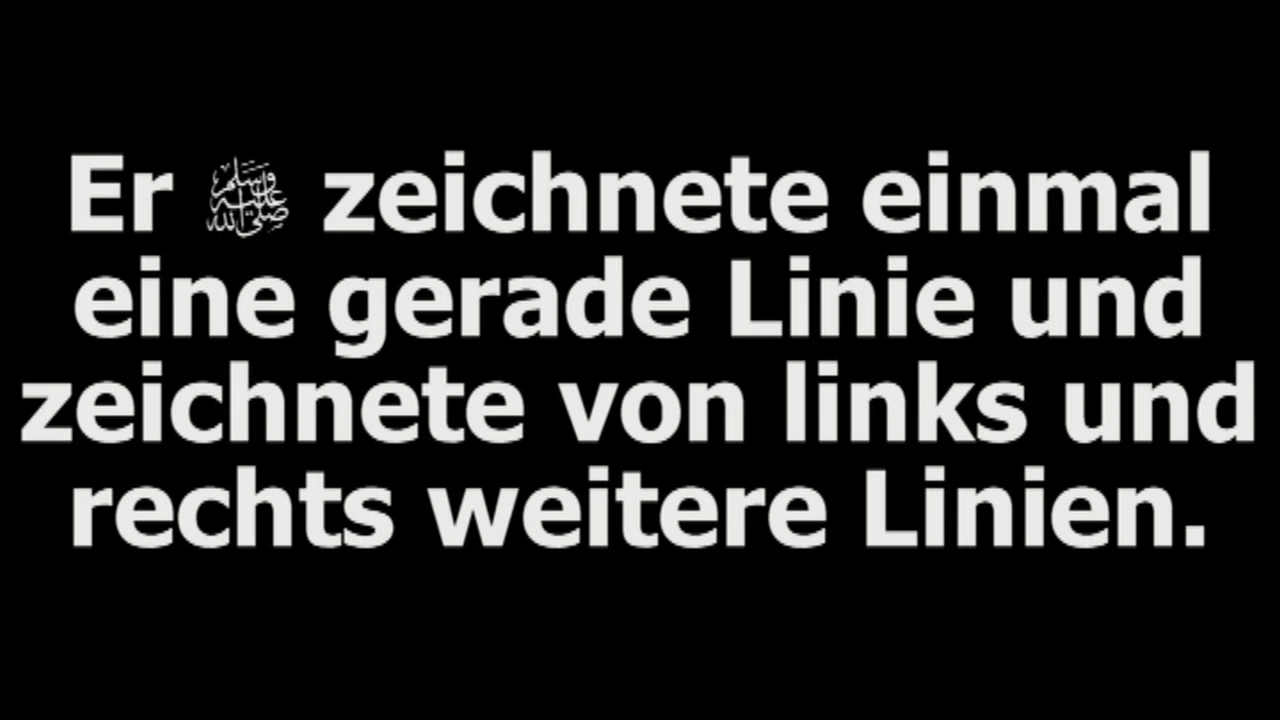 Er ﷺ zeichnete einmal
eine gerade Linie und
zeichnete von links und
rechts weitere Linien.